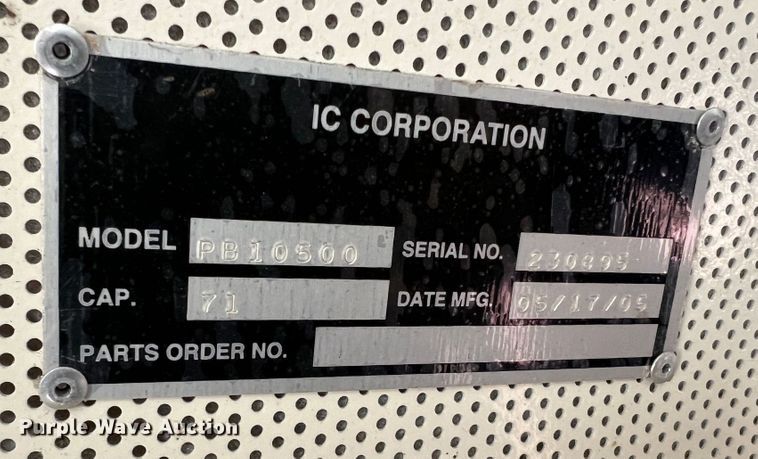 IC CORPORATION
MODEL PB10500 SERIAL NO. 230895
CAP. 71 DATE MFG. 05/17/05
PARTS ORDER NO.
Purple Wave Auction